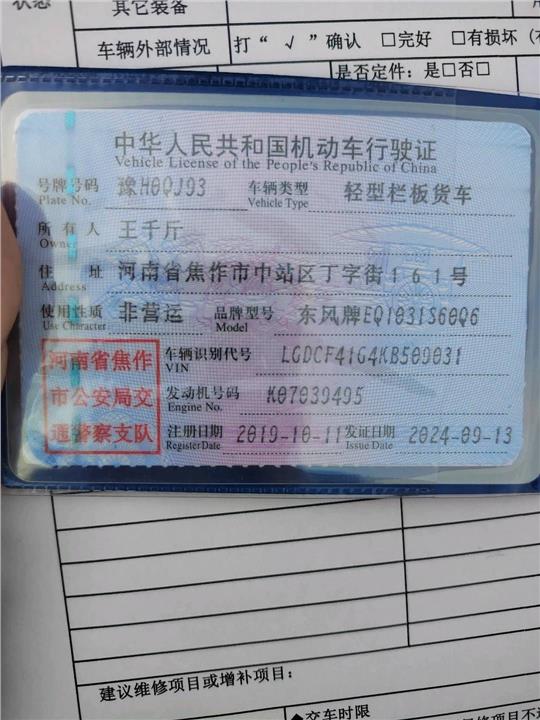 状态
其它装备
车辆外部情况 打“ √ ”确认 □完好 □有损坏
是否定件：是□否□
中华人民共和国机动车行驶证
Vehicle License of the People's Republic of China
号牌号码 豫H0QJ93 车辆类型 轻型栏板货车
Plate No. Vehicle Type
所有人 王千斤
Owner
住址 河南省焦作市中站区丁字街161号
Address
使用性质 非营运 品牌型号 东风牌EQ1031S60Q6
Use Character Model
河南省焦作
市公安局交
通警察支队
车辆识别代号 LGDCF41G4KB509031
VIN
发动机号码 K07039495
Engine No.
注册日期 2019-10-11 发证日期 2024-09-13
Register Date Issue Date
建议维修项目或增补项目：
◆交车时限